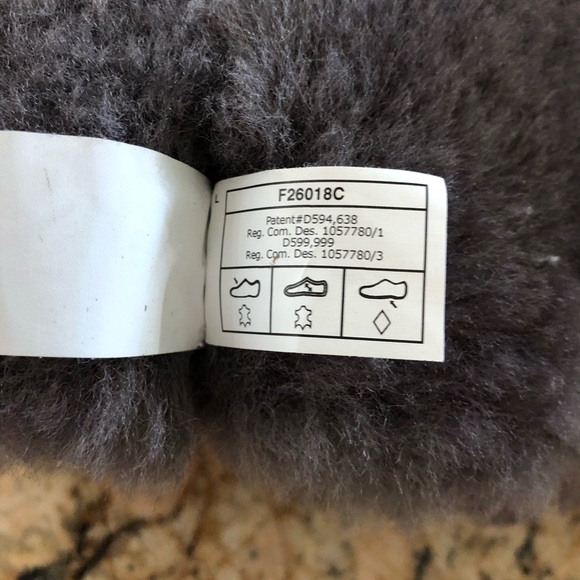 L
F26018C
Patent#D594,638
Reg. Com. Des. 1057780/1
D599,999
Reg. Com. Des. 1057780/3